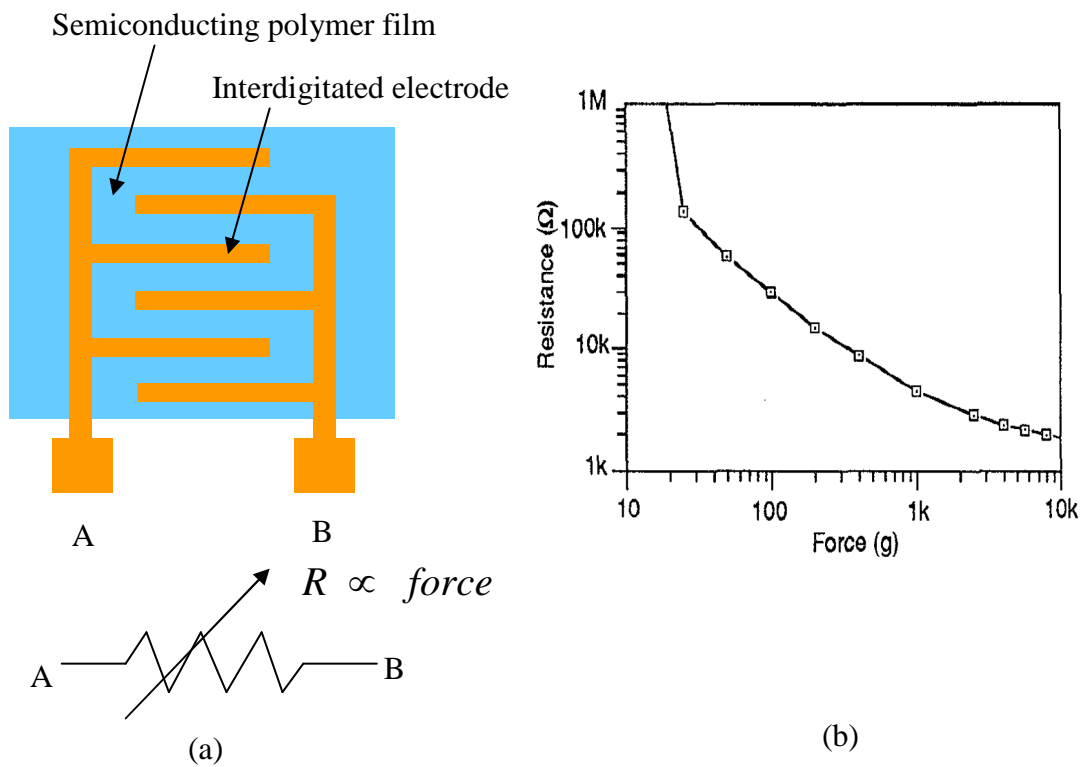 Semiconducting polymer film
Interdigitated electrode
A
B
R ∝ force
A
B
(a)
1M
100k
10k
1k
Resistance (Ω)
10
100
1k
10k
Force (g)
(b)